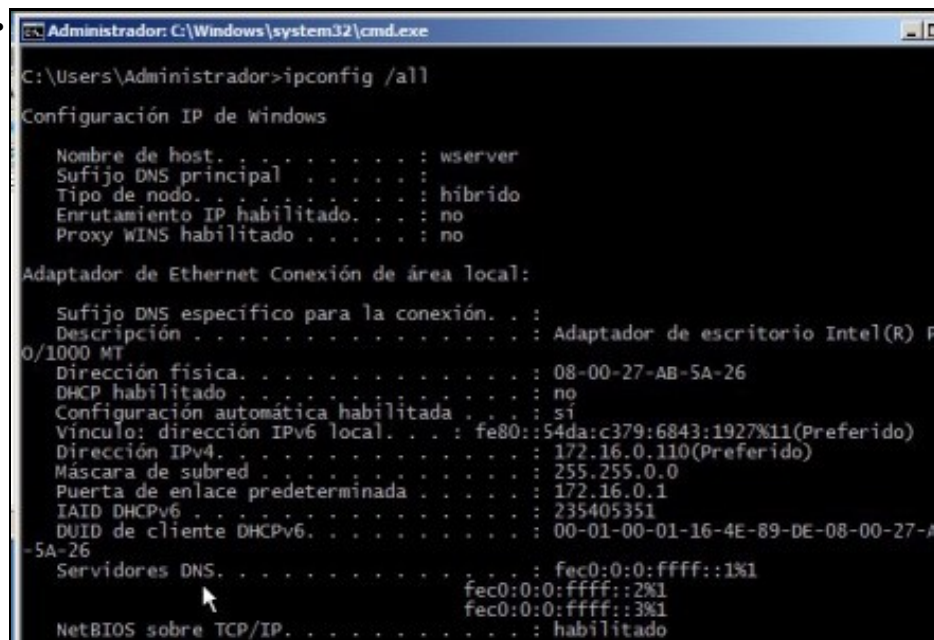 Administrador: C:\Windows\system32\cmd.exe
C:\Users\Administrador>ipconfig /all
Configuración IP de Windows
Nombre de host. . . . . . . . . : wserver
Sufijo DNS principal . . . . . :
Tipo de nodo. . . . . . . . . . : híbrido
Enrutamiento IP habilitado. . . : no
Proxy WINS habilitado . . . . . : no
Adaptador de Ethernet Conexión de área local:
Sufijo DNS específico para la conexión. . :
Descripción . . . . . . . . . . . . . . . : Adaptador de escritorio Intel(R) P
0/1000 MT
Dirección física. . . . . . . . . . . . . : 08-00-27-AB-5A-26
DHCP habilitado . . . . . . . . . . . . . : no
Configuración automática habilitada . . . : sí
Vínculo: dirección IPv6 local. . . : fe80::54da:c379:6843:1927%11(Preferido)
Dirección IPv4. . . . . . . . . . . . . . : 172.16.0.110(Preferido)
Máscara de subred . . . . . . . . . . . . : 255.255.0.0
Puerta de enlace predeterminada . . . . . : 172.16.0.1
IAID DHCPv6 . . . . . . . . . . . . . . . : 235405351
DUID de cliente DHCPv6. . . . . . . . . . : 00-01-00-01-16-4E-89-DE-08-00-27-A
-5A-26
Servidores DNS. . . . . . . . . . . . . . : fec0:0:0:ffff::1%1
fec0:0:0:ffff::2%1
fec0:0:0:ffff::3%1
NetBIOS sobre TCP/IP. . . . . . . . . . . : habilitado